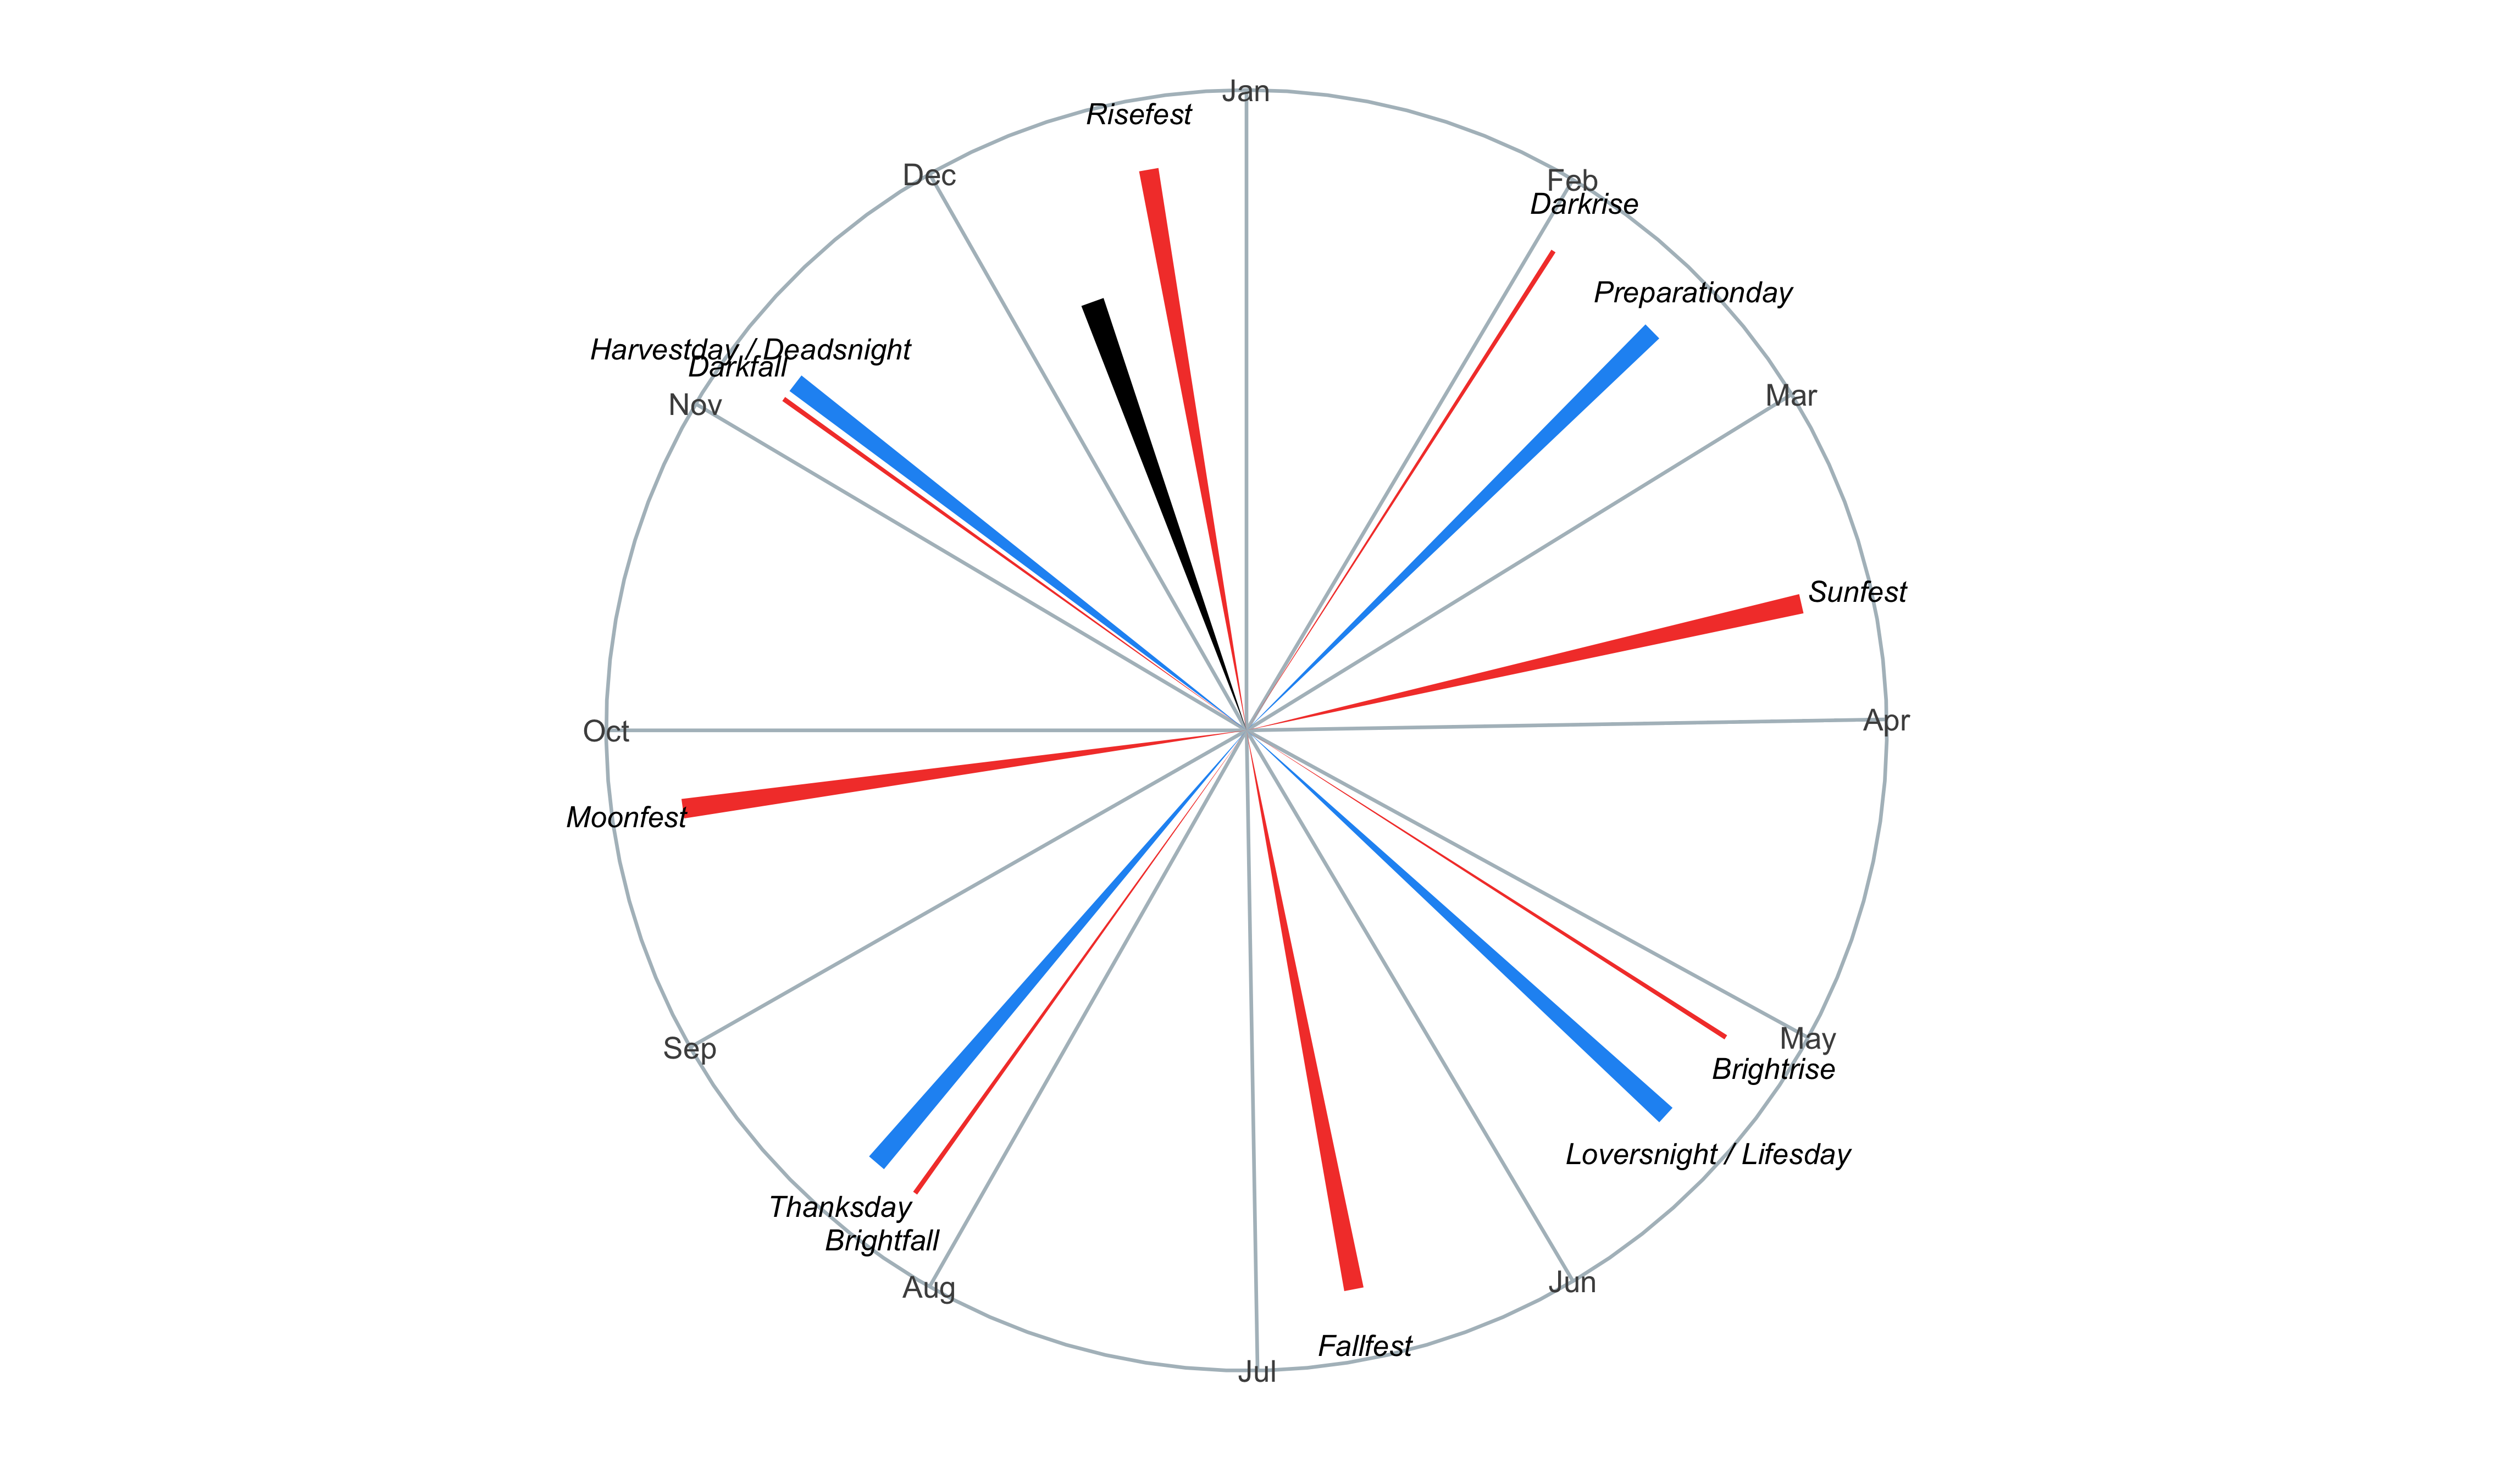 Jan
Risefest
Dec
Feb
Darkrise
Preparationday
Harvestday / Deadsnight
Darkfall
Nov
Mar
Sunfest
Oct
Apr
Moonfest
Sep
May
Brightrise
Loversnight / Lifesday
Thanksday
Brightfall
Aug
Jun
Fallfest
Jul